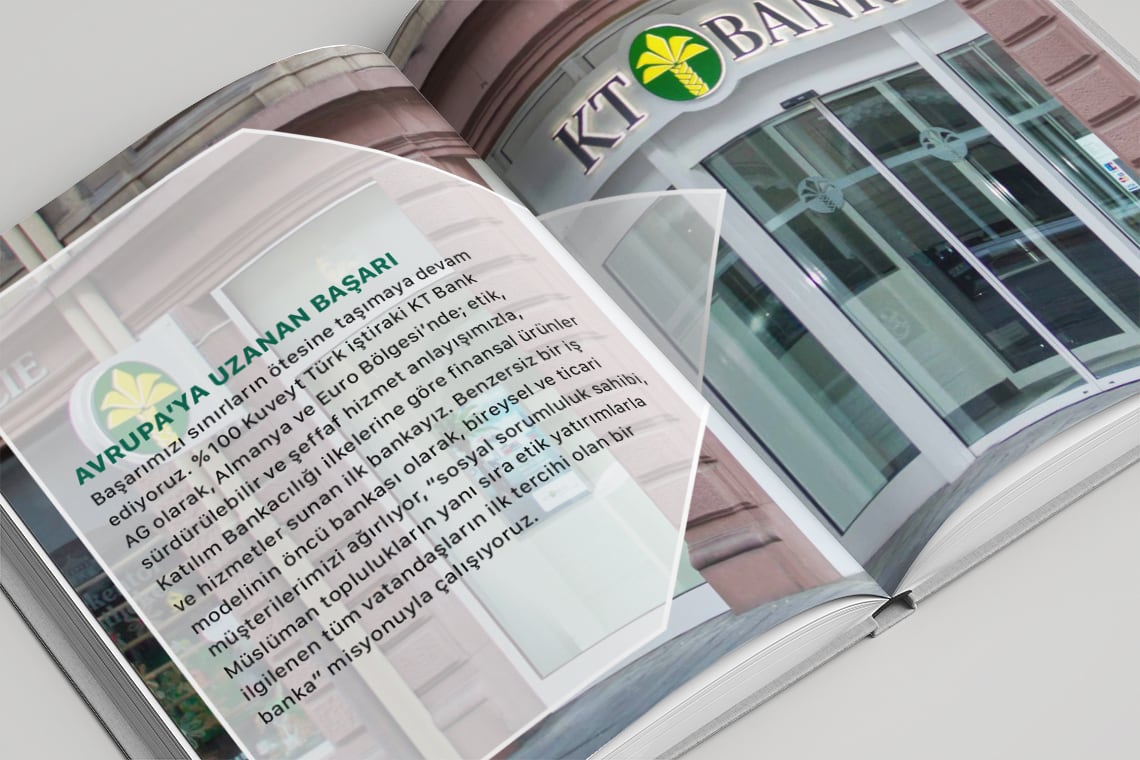 AVRUPA'YA UZANAN BAŞARI
Başarımızı sınırların ötesine taşımaya devam
ediyoruz. %100 Kuveyt Türk iştiraki KT Bank
AG olarak, Almanya ve Euro Bölgesi'nde; etik,
sürdürülebilir ve şeffaf hizmet anlayışımızla,
Katılım Bankacılığı ilkelerine göre finansal ürünler
ve hizmetler sunan ilk bankayız. Benzersiz bir iş
modelinin öncü bankası olarak, bireysel ve ticari
müşterilerimizi ağırlıyor, “sosyal sorumluluk sahibi,
Müslüman toplulukların yanı sıra etik yatırımlarla
ilgilenen tüm vatandaşların ilk tercihi olan bir
banka” misyonuyla çalışıyoruz.
KT BANK